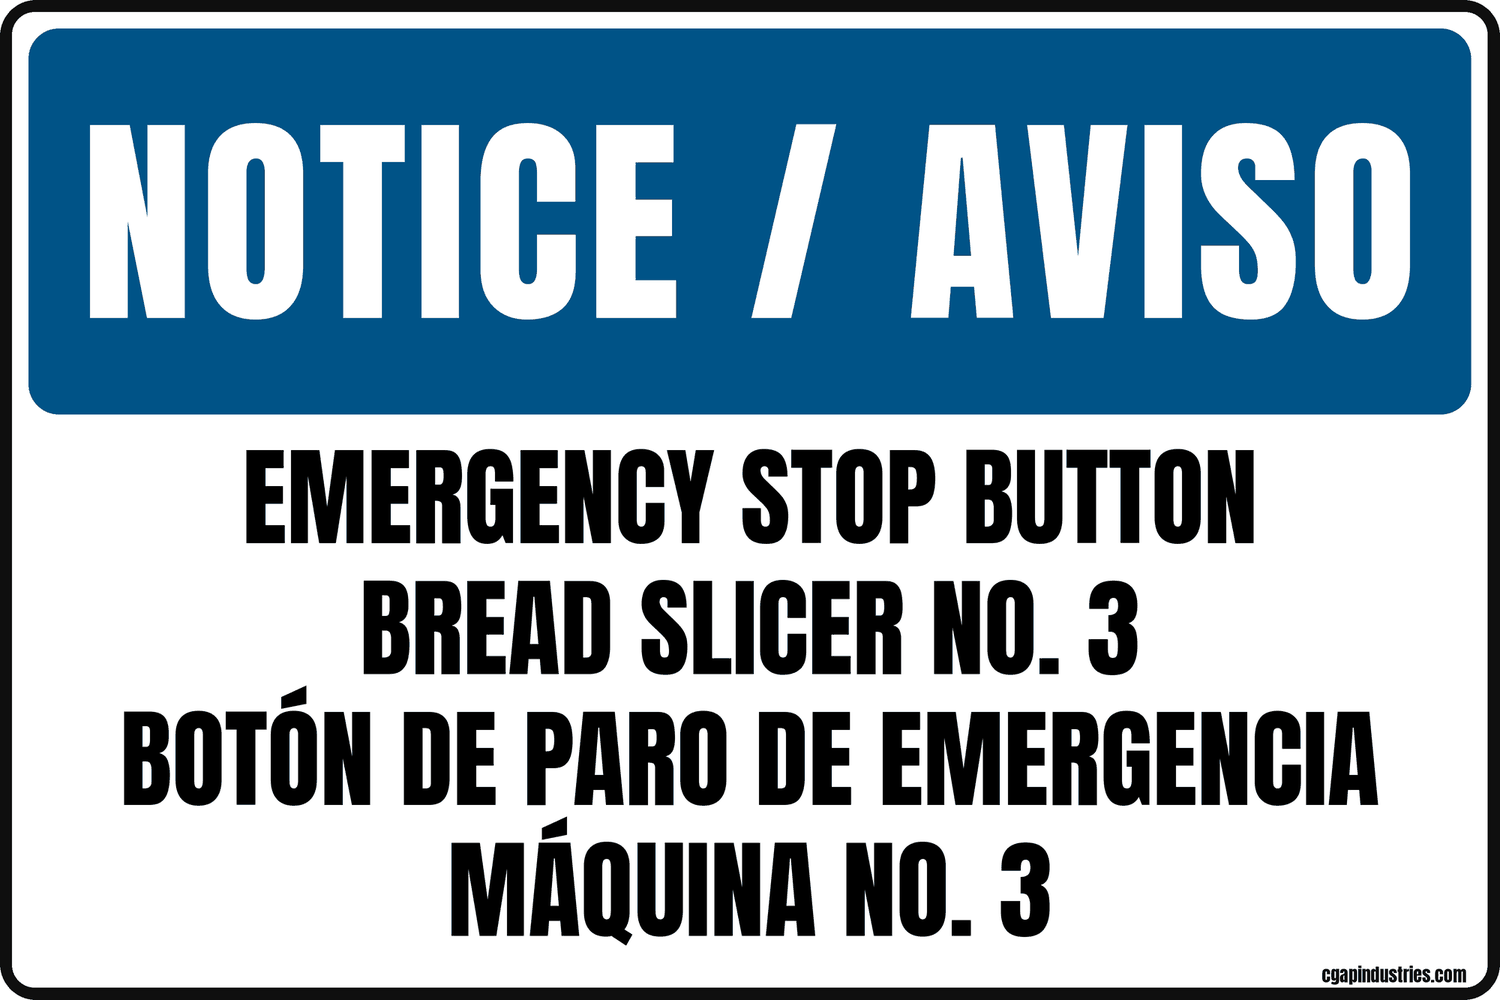 NOTICE / AVISO
EMERGENCY STOP BUTTON
BREAD SLICER NO. 3
BOTÓN DE PARO DE EMERGENCIA
MÁQUINA NO. 3
cgapindustries.com